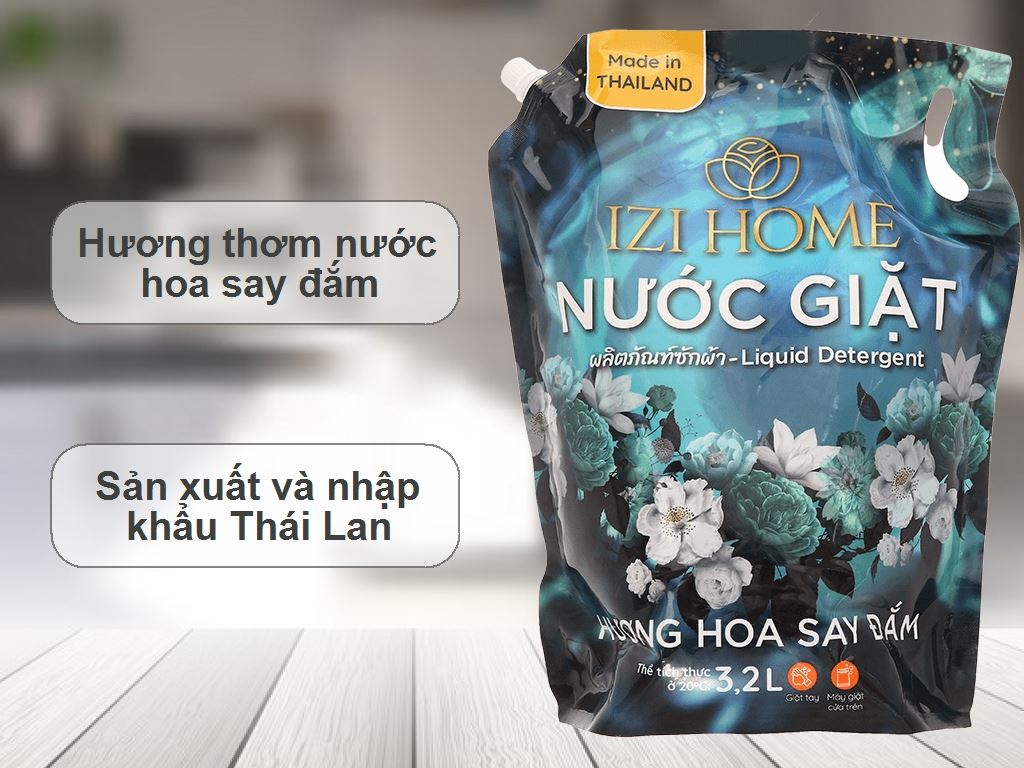 Hương thơm nước
hoa say đắm
Sản xuất và nhập
khẩu Thái Lan
Made in
THAILAND
IZI HOME
NƯỚC GIẶT
ผลิตภัณฑ์ซักผ้า - Liquid Detergent
HƯƠNG HOA SAY ĐẮM
Thể tích thực
ở 20ºC: 3,2 L
Giặt tay
Máy giặt
cửa trên